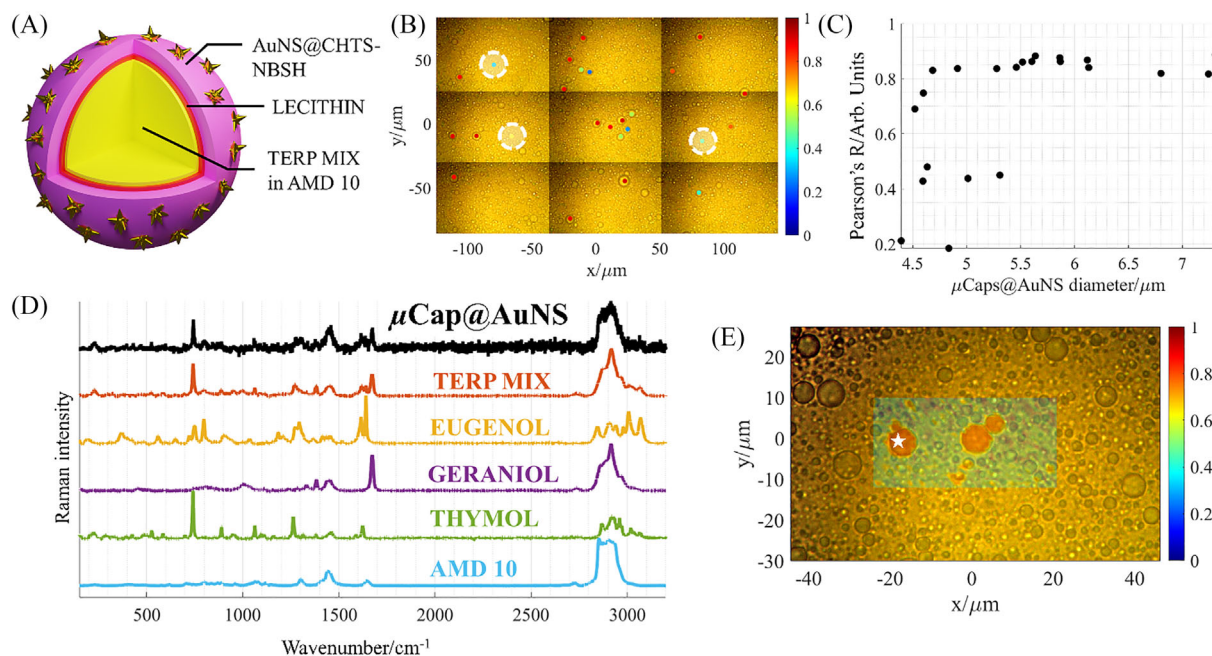 (A)
AuNS@CHTS-
NBSH
LECITHIN
TERP MIX
in AMD 10
(B)
y/μm
50
0
-50
-100
-50
0
50
100
x/μm
1
0.8
0.6
0.4
0.2
0
(C)
Pearson's R/Arb. Units
1
0.8
0.6
0.4
0.2
4.5
5
5.5
6
6.5
7
μCaps@AuNS diameter/μm
(D)
Raman intensity
μCap@AuNS
TERP MIX
EUGENOL
GERANIOL
THYMOL
AMD 10
500
1000
1500
2000
2500
3000
Wavenumber/cm-1
(E)
y/μm
20
10
0
-10
-20
-30
-40
-20
0
20
40
x/μm
1
0.8
0.6
0.4
0.2
0